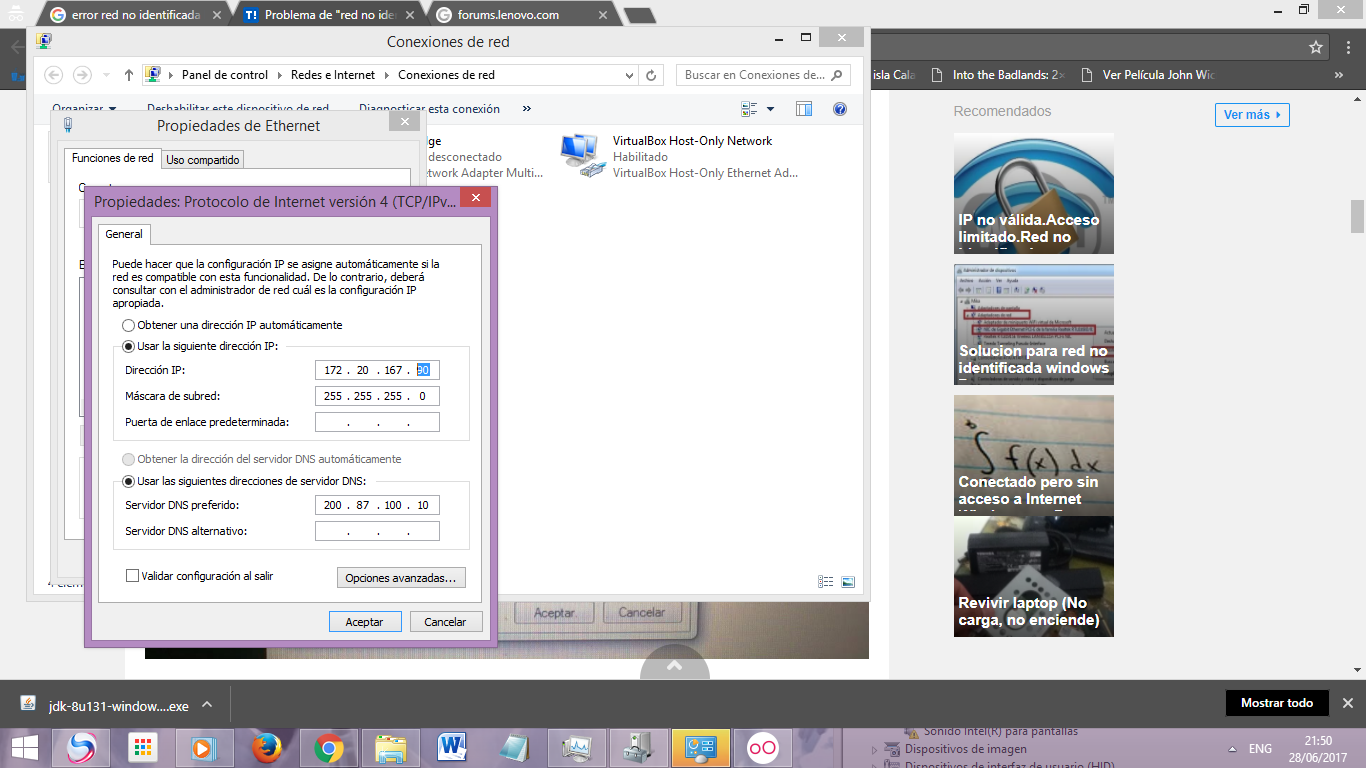 error red no identificada
Problema de "red no ide
forums.lenovo.com
Conexiones de red
Panel de control
Redes e Internet
Conexiones de red
Buscar en Conexiones de...
isla Cala
Into the Badlands: 2×
Ver Película John Wic
»
Organizar
Deshabilitar este dispositivo de red
Diagnosticar esta conexión
»
Propiedades de Ethernet
Funciones de red
Uso compartido
desconectado
twork Adapter Multi...
VirtualBox Host-Only Network
Habilitado
VirtualBox Host-Only Ethernet Ad...
Propiedades: Protocolo de Internet versión 4 (TCP/IPv...
General
Puede hacer que la configuración IP se asigne automáticamente si la
red es compatible con esta funcionalidad. De lo contrario, deberá
consultar con el administrador de red cuál es la configuración IP
apropiada.
Obtener una dirección IP automáticamente
Usar la siguiente dirección IP:
Dirección IP:
172 . 20 . 167 . 90
Máscara de subred:
255 . 255 . 255 . 0
Puerta de enlace predeterminada:
. . .
Obtener la dirección del servidor DNS automáticamente
Usar las siguientes direcciones de servidor DNS:
Servidor DNS preferido:
200 . 87 . 100 . 10
Servidor DNS alternativo:
. . .
Validar configuración al salir
Opciones avanzadas...
Aceptar
Cancelar
Aceptar
Cancelar
Recomendados
Ver más
IP no válida.Acceso
limitado.Red no
Administrador de dispositivos
Solucion para red no
identificada windows
∫ f(x) dx
Conectado pero sin
acceso a Internet
Revivir laptop (No
carga, no enciende)
jdk-8u131-window....exe
Mostrar todo
Sonido Intel(R) para pantallas
Dispositivos de imagen
Dispositivos de interfaz de usuario (HID)
ENG
21:50
28/06/2017